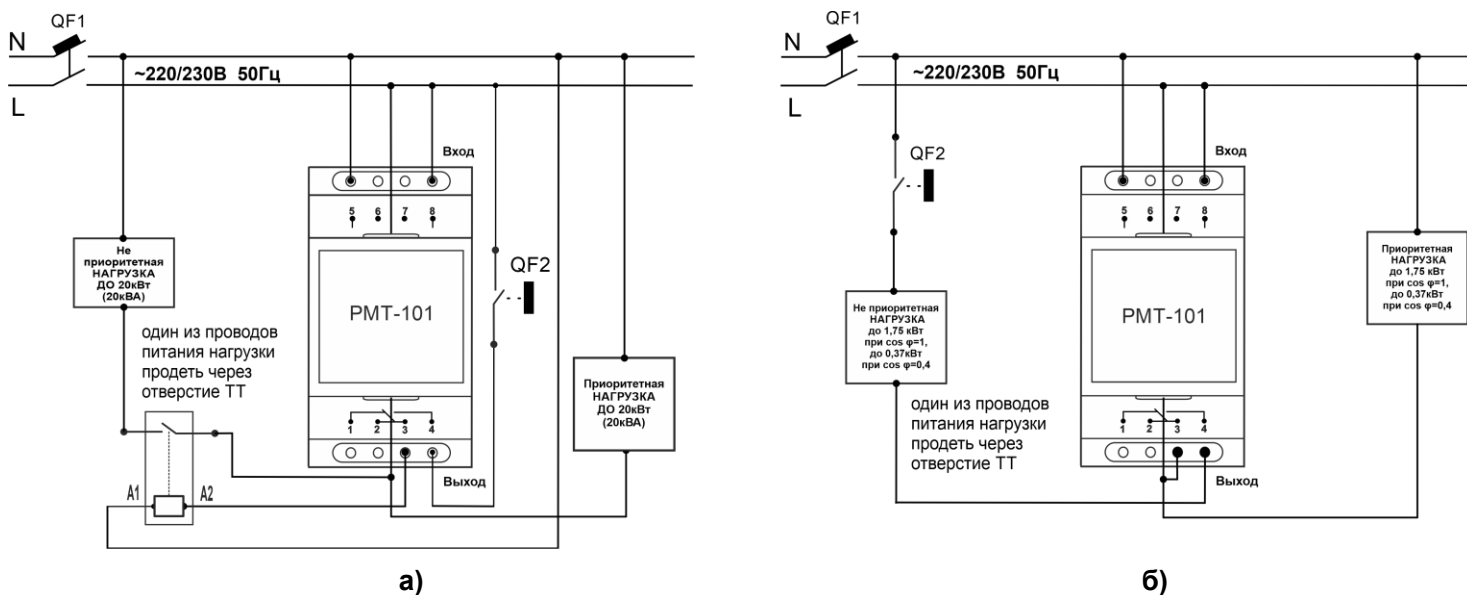 QF1
N
~220/230В 50Гц
L
Вход
5 6 7 8
Не
приоритетная
НАГРУЗКА
ДО 20кВт
(20кВА)
QF2
РМТ-101
один из проводов
питания нагрузки
продеть через
отверстие ТТ
Приоритетная
НАГРУЗКА
ДО 20кВт
(20кВА)
1 2 3 4
Выход
A1 A2
а)
QF1
N
~220/230В 50Гц
L
Вход
QF2
5 6 7 8
Приоритетная
НАГРУЗКА
до 1,75 кВт
при cos φ=1,
до 0,37кВт
при cos φ=0,4
Не приоритетная
НАГРУЗКА
до 1,75 кВт
при cos φ=1,
до 0,37кВт
при cos φ=0,4
РМТ-101
один из проводов
питания нагрузки
продеть через
отверстие ТТ
1 2 3 4
Выход
б)